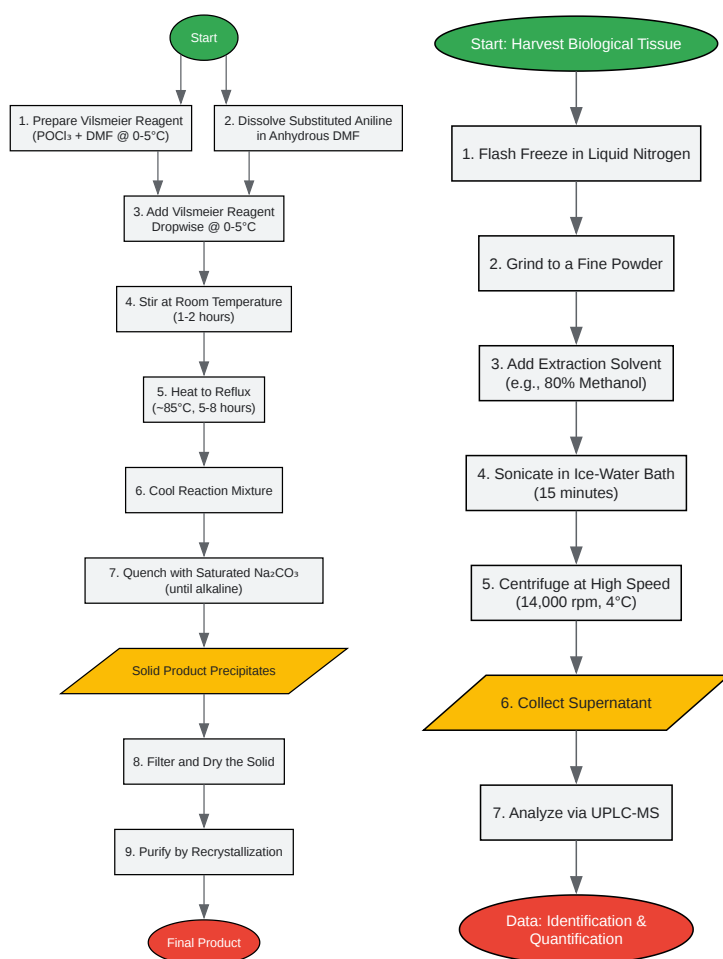 Start
1. Prepare Vilsmeier Reagent
(POCl₃ + DMF @ 0-5°C)
2. Dissolve Substituted Aniline
in Anhydrous DMF
3. Add Vilsmeier Reagent
Dropwise @ 0-5°C
4. Stir at Room Temperature
(1-2 hours)
5. Heat to Reflux
(~85°C, 5-8 hours)
6. Cool Reaction Mixture
7. Quench with Saturated Na₂CO₃
(until alkaline)
Solid Product Precipitates
8. Filter and Dry the Solid
9. Purify by Recrystallization
Final Product
Start: Harvest Biological Tissue
1. Flash Freeze in Liquid Nitrogen
2. Grind to a Fine Powder
3. Add Extraction Solvent
(e.g., 80% Methanol)
4. Sonicate in Ice-Water Bath
(15 minutes)
5. Centrifuge at High Speed
(14,000 rpm, 4°C)
6. Collect Supernatant
7. Analyze via UPLC-MS
Data: Identification &
Quantification